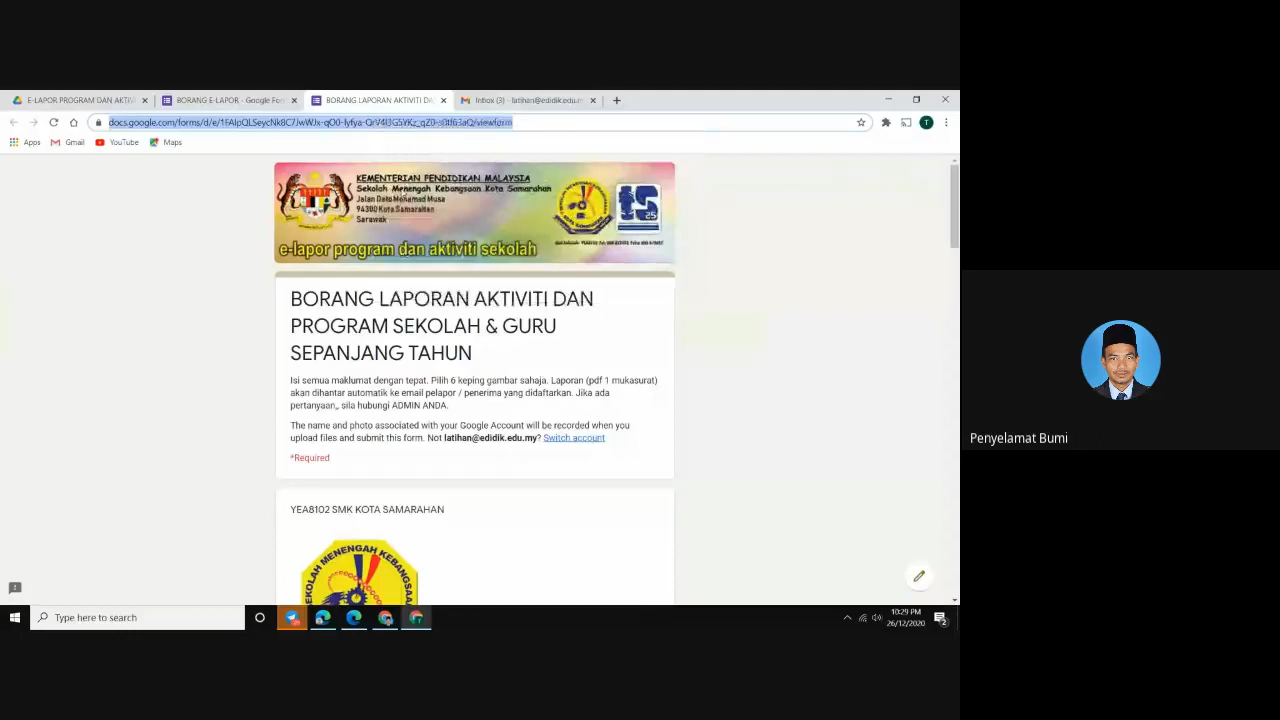 E-LAPOR PROGRAM DAN AKTIVI
BORANG E-LAPOR - Google For
BORANG LAPORAN AKTIVITI DA
Inbox (3) - latihan@edidik.edu.m
Apps
Gmail
YouTube
Maps
KEMENTERIAN PENDIDIKAN MALAYSIA
Sekolah Menengah Kebangsaan Kota Samarahan
Jalan Dato Mohamad Musa
94300 Kota Samarahan
Sarawak
e-lapor program dan aktiviti sekolah
BORANG LAPORAN AKTIVITI DAN
PROGRAM SEKOLAH & GURU
SEPANJANG TAHUN
Isi semua maklumat dengan tepat. Pilih 6 keping gambar sahaja. Laporan (pdf 1 mukasurat)
akan dihantar automatik ke email pelapor / penerima yang didaftarkan. Jika ada
pertanyaan,, sila hubungi ADMIN ANDA.
The name and photo associated with your Google Account will be recorded when you
upload files and submit this form. Not latihan@edidik.edu.my? Switch account
*Required
YEA8102 SMK KOTA SAMARAHAN
Penyelamat Bumi
Type here to search
10:29 PM
26/12/2020